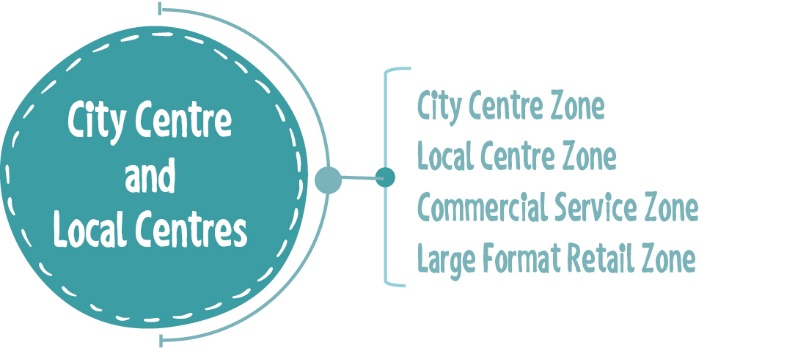 City Centre
and
Local Centres
City Centre Zone
Local Centre Zone
Commercial Service Zone
Large Format Retail Zone